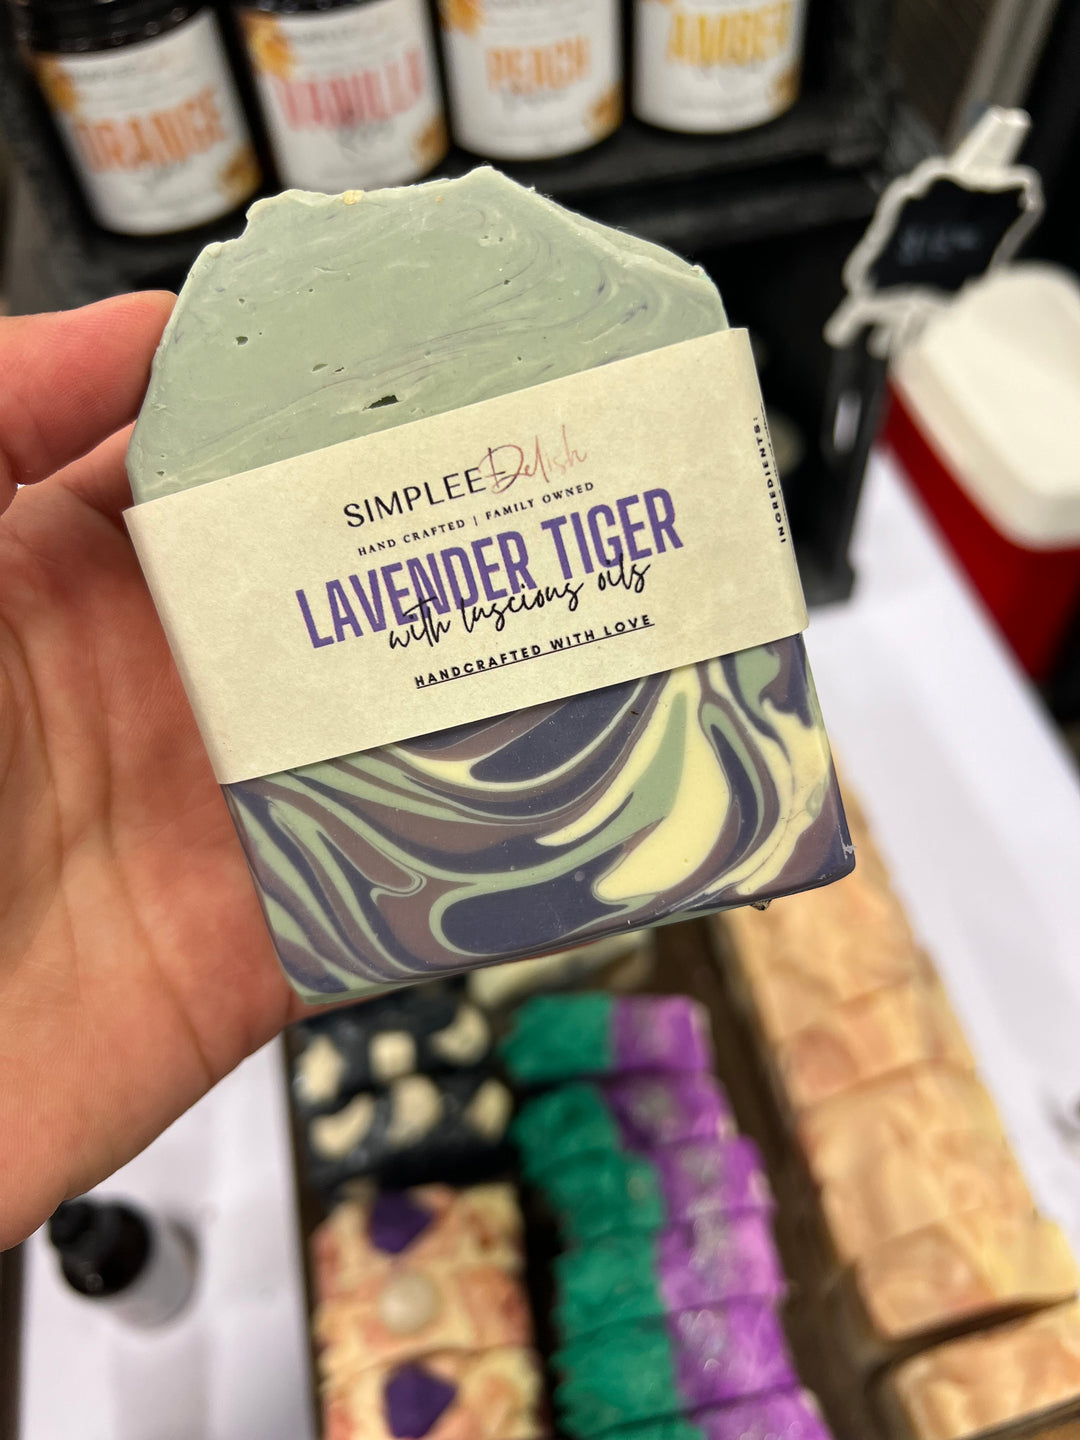 ORANGE
VANILLA
PEACH
AMBER
SIMPLEE Delish
HAND CRAFTED | FAMILY OWNED
LAVENDER TIGER
with luscious oils
HANDCRAFTED WITH LOVE
INGREDIENTS: